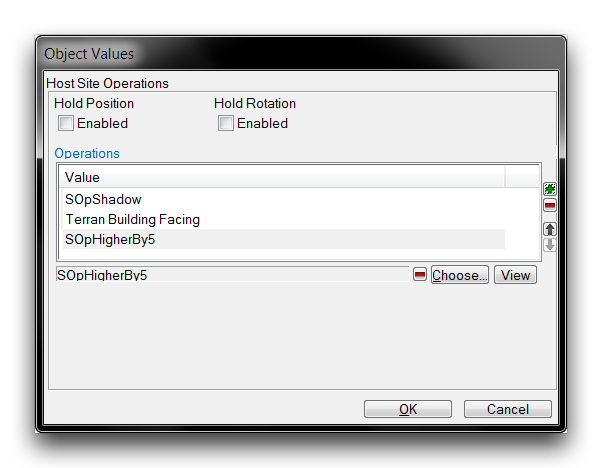 Object Values
Host Site Operations
Hold Position Hold Rotation
Enabled Enabled
Operations
Value
SOpShadow
Terran Building Facing
SOpHigherBy5
SOpHigherBy5 Choose... View
OK Cancel